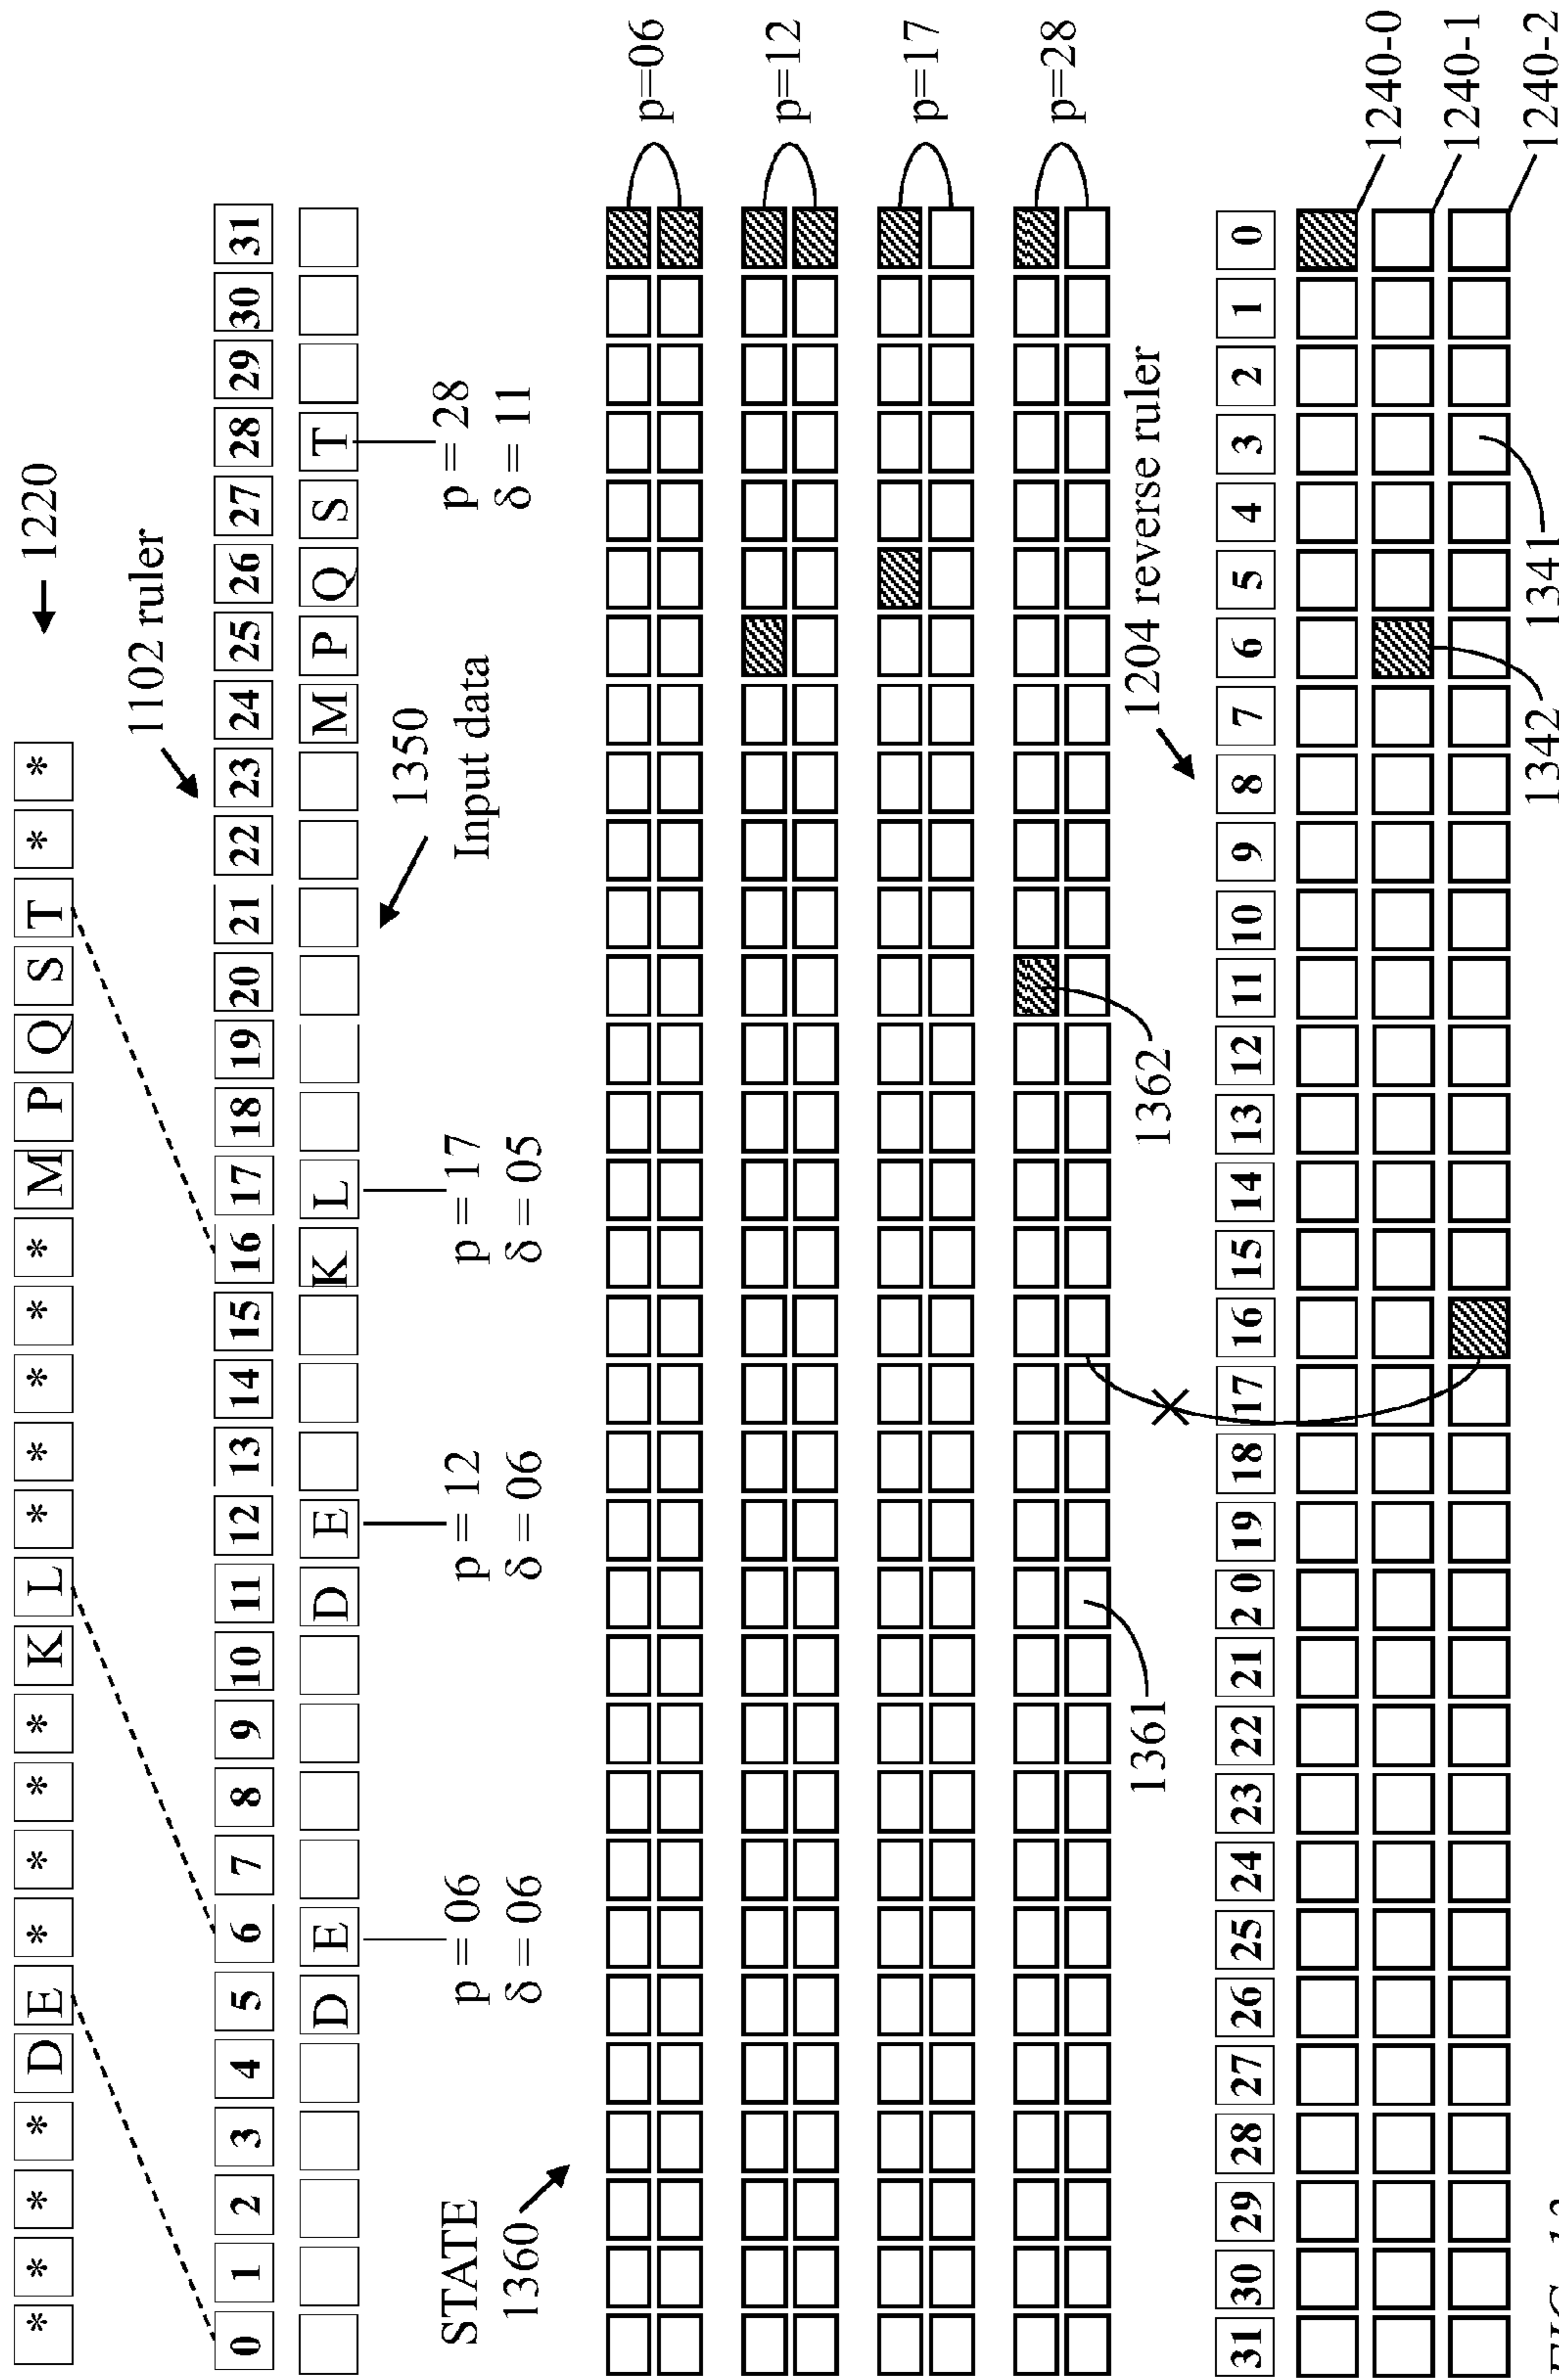 * * * * D E * * * * K L * * * * * M P Q S T * *
1220
1102 ruler
0 1 2 3 4 5 6 7 8 9 10 11 12 13 14 15 16 17 18 19 20 21 22 23 24 25 26 27 28 29 30 31
D E D E K L M P Q S T
1350
Input data
p = 06
δ = 06
p = 12
δ = 06
p = 17
δ = 05
p = 28
δ = 11
STATE
1360
p=06
p=12
p=17
p=28
1361
1362
1204 reverse ruler
31 30 29 28 27 26 25 24 23 22 21 20 19 18 17 16 15 14 13 12 11 10 9 8 7 6 5 4 3 2 1 0
1240-0
1240-1
1240-2
1342
1341
FIG. 13